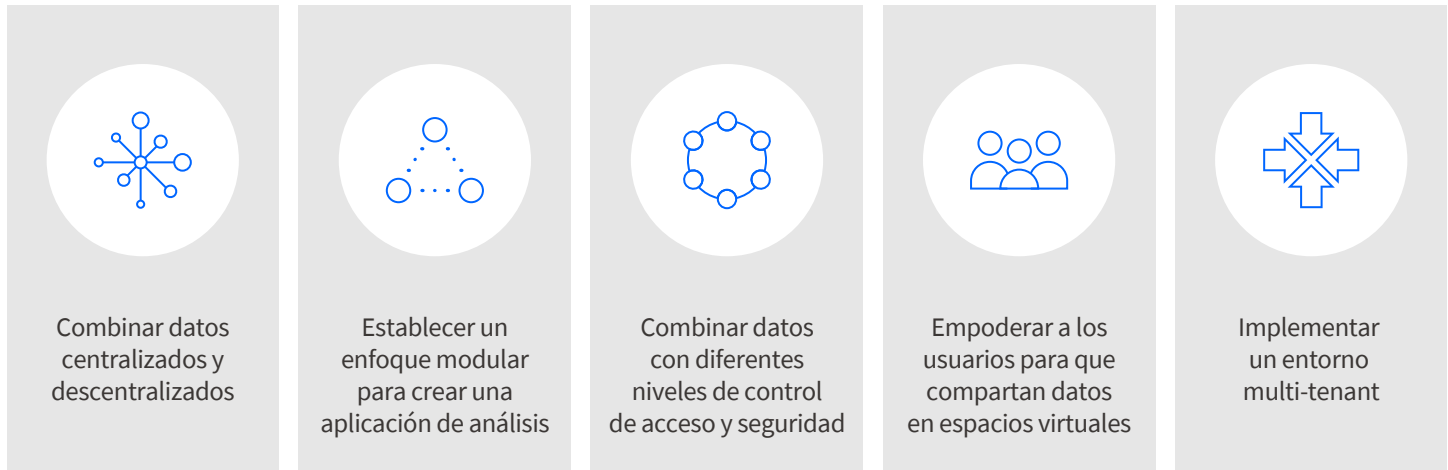 Combinar datos
centralizados y
descentralizados
Establecer un
enfoque modular
para crear una
aplicación de análisis
Combinar datos
con diferentes
niveles de control
de acceso y seguridad
Empoderar a los
usuarios para que
compartan datos
en espacios virtuales
Implementar
un entorno
multi-tenant